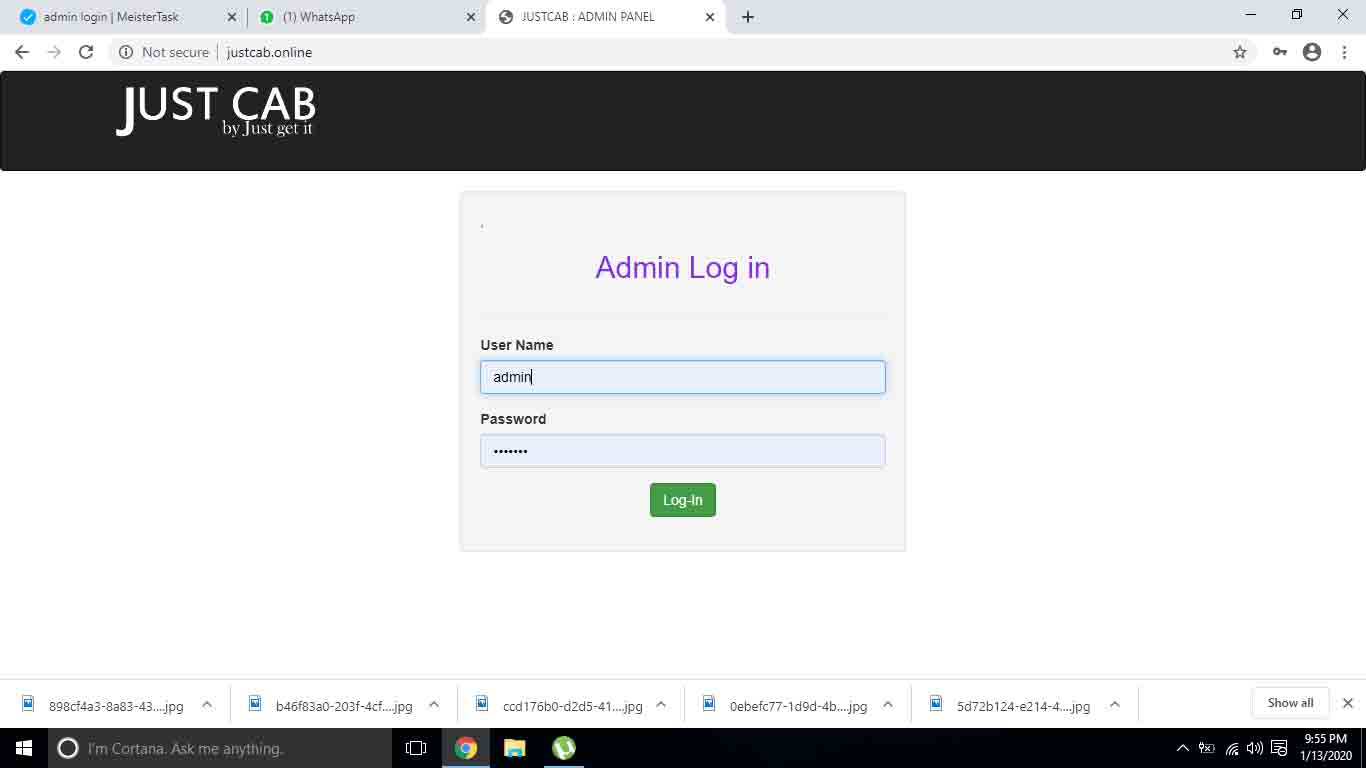 admin login | MeisterTask
(1) WhatsApp
JUSTCAB : ADMIN PANEL
Not secure | justcab.online
JUST CAB
by Just get it
Admin Log in
User Name
admin
Password
•••••••
Log-In
898cf4a3-8a83-43....jpg
b46f83a0-203f-4cf....jpg
ccd176b0-d2d5-41....jpg
0ebefc77-1d9d-4b....jpg
5d72b124-e214-4....jpg
Show all
I'm Cortana. Ask me anything.
9:55 PM
1/13/2020